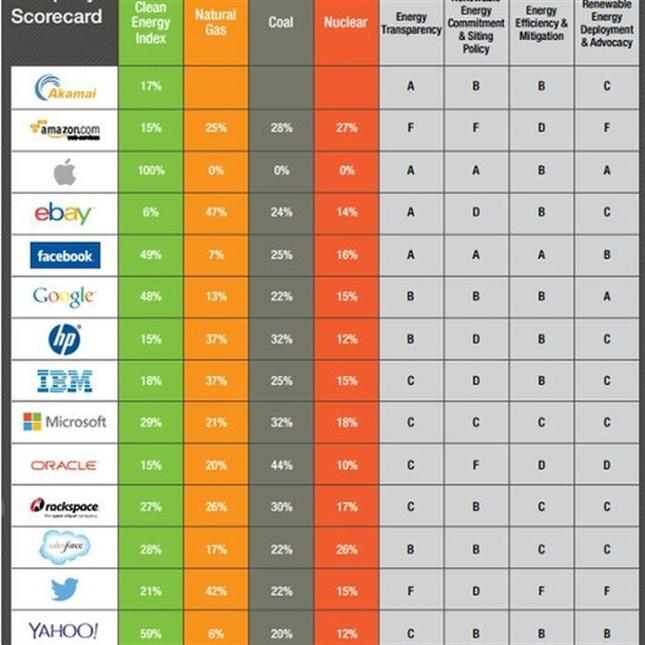 Scorecard
Clean
Energy
Index
Natural
Gas
Coal
Nuclear
Energy
Transparency
Energy
Commitment
& Siting
Policy
Energy
Efficiency &
Mitigation
Renewable
Energy
Deployment
& Advocacy
Akamai 17% A B B C
amazon.com
web services
15% 25% 28% 27% F F D F
100% 0% 0% 0% A A B A
ebay 6% 47% 24% 14% A D B C
facebook 49% 7% 25% 16% A A A B
Google 48% 13% 22% 15% B B B A
hp 15% 37% 32% 12% B D B C
IBM 18% 37% 25% 15% C D B C
Microsoft 29% 21% 32% 18% C C C C
ORACLE 15% 20% 44% 10% C F D D
rackspace
the open cloud company
27% 26% 30% 17% C B C C
salesforce 28% 17% 22% 26% B B C C
21% 42% 22% 15% F D F F
YAHOO! 59% 6% 20% 12% C B B B